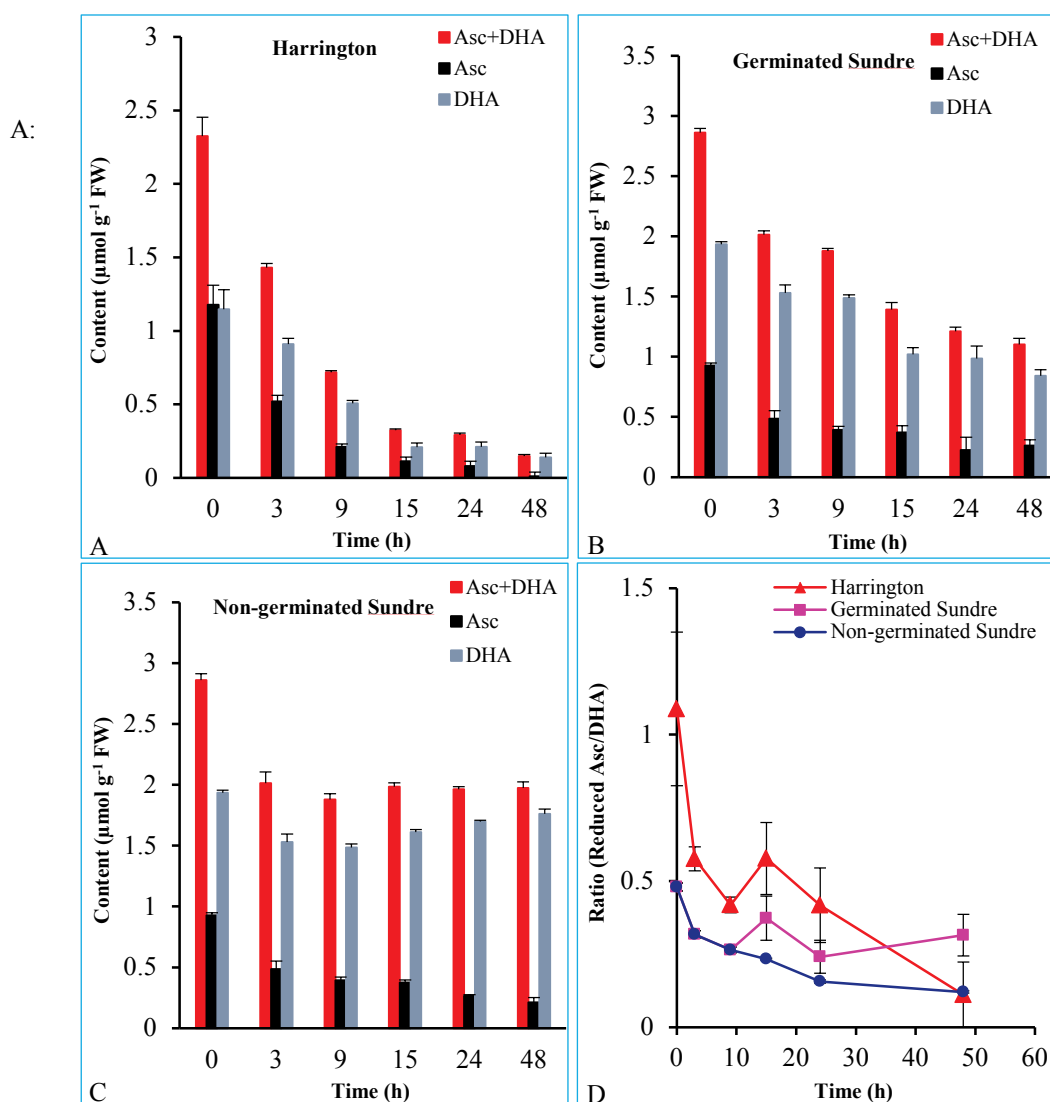 A:
Harrington
Asc+DHA
Asc
DHA
Content (µmol g⁻¹ FW)
3
2.5
2
1.5
1
0.5
0
0 3 9 15 24 48
Time (h)
A
Germinated Sundre
Asc+DHA
Asc
DHA
Content (µmol g⁻¹ FW)
3.5
3
2.5
2
1.5
1
0.5
0
0 3 9 15 24 48
Time (h)
B
Non-germinated Sundre
Asc+DHA
Asc
DHA
Content (µmol g⁻¹ FW)
3.5
3
2.5
2
1.5
1
0.5
0
0 3 9 15 24 48
Time (h)
C
Harrington
Germinated Sundre
Non-germinated Sundre
Ratio (Reduced Asc/DHA)
1.5
1
0.5
0
0 10 20 30 40 50 60
Time (h)
D